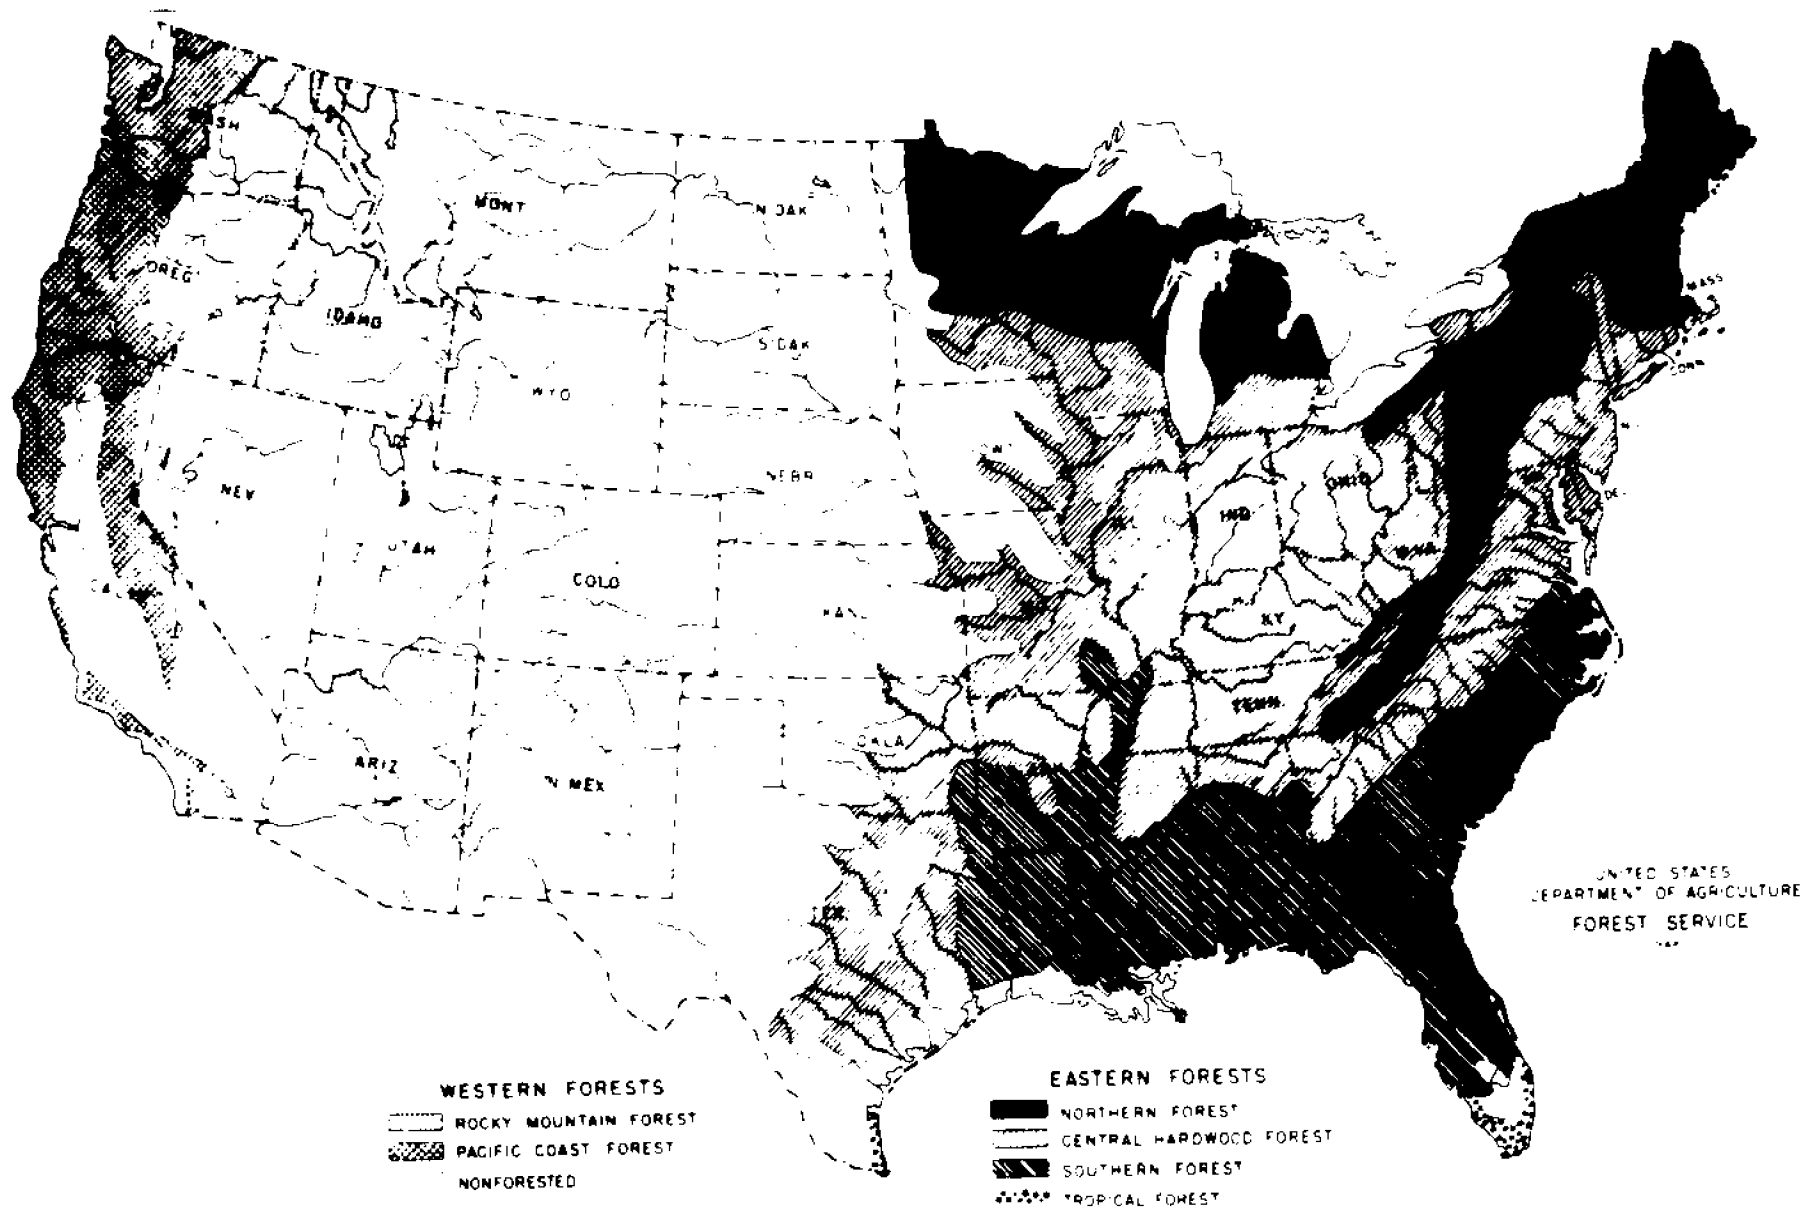 MONT
N DAK
OREG
IDAHO
MASS
S DAK
CONN
WYO
NEBR
NEV
OHIO
IND
UTAH
COLO
KY
TENN
OKLA
ARIZ
N MEX
TEX
UNITED STATES
DEPARTMENT OF AGRICULTURE
FOREST SERVICE
WESTERN FORESTS
ROCKY MOUNTAIN FOREST
PACIFIC COAST FOREST
NONFORESTED
EASTERN FORESTS
NORTHERN FOREST
CENTRAL HARDWOOD FOREST
SOUTHERN FOREST
TROPICAL FOREST